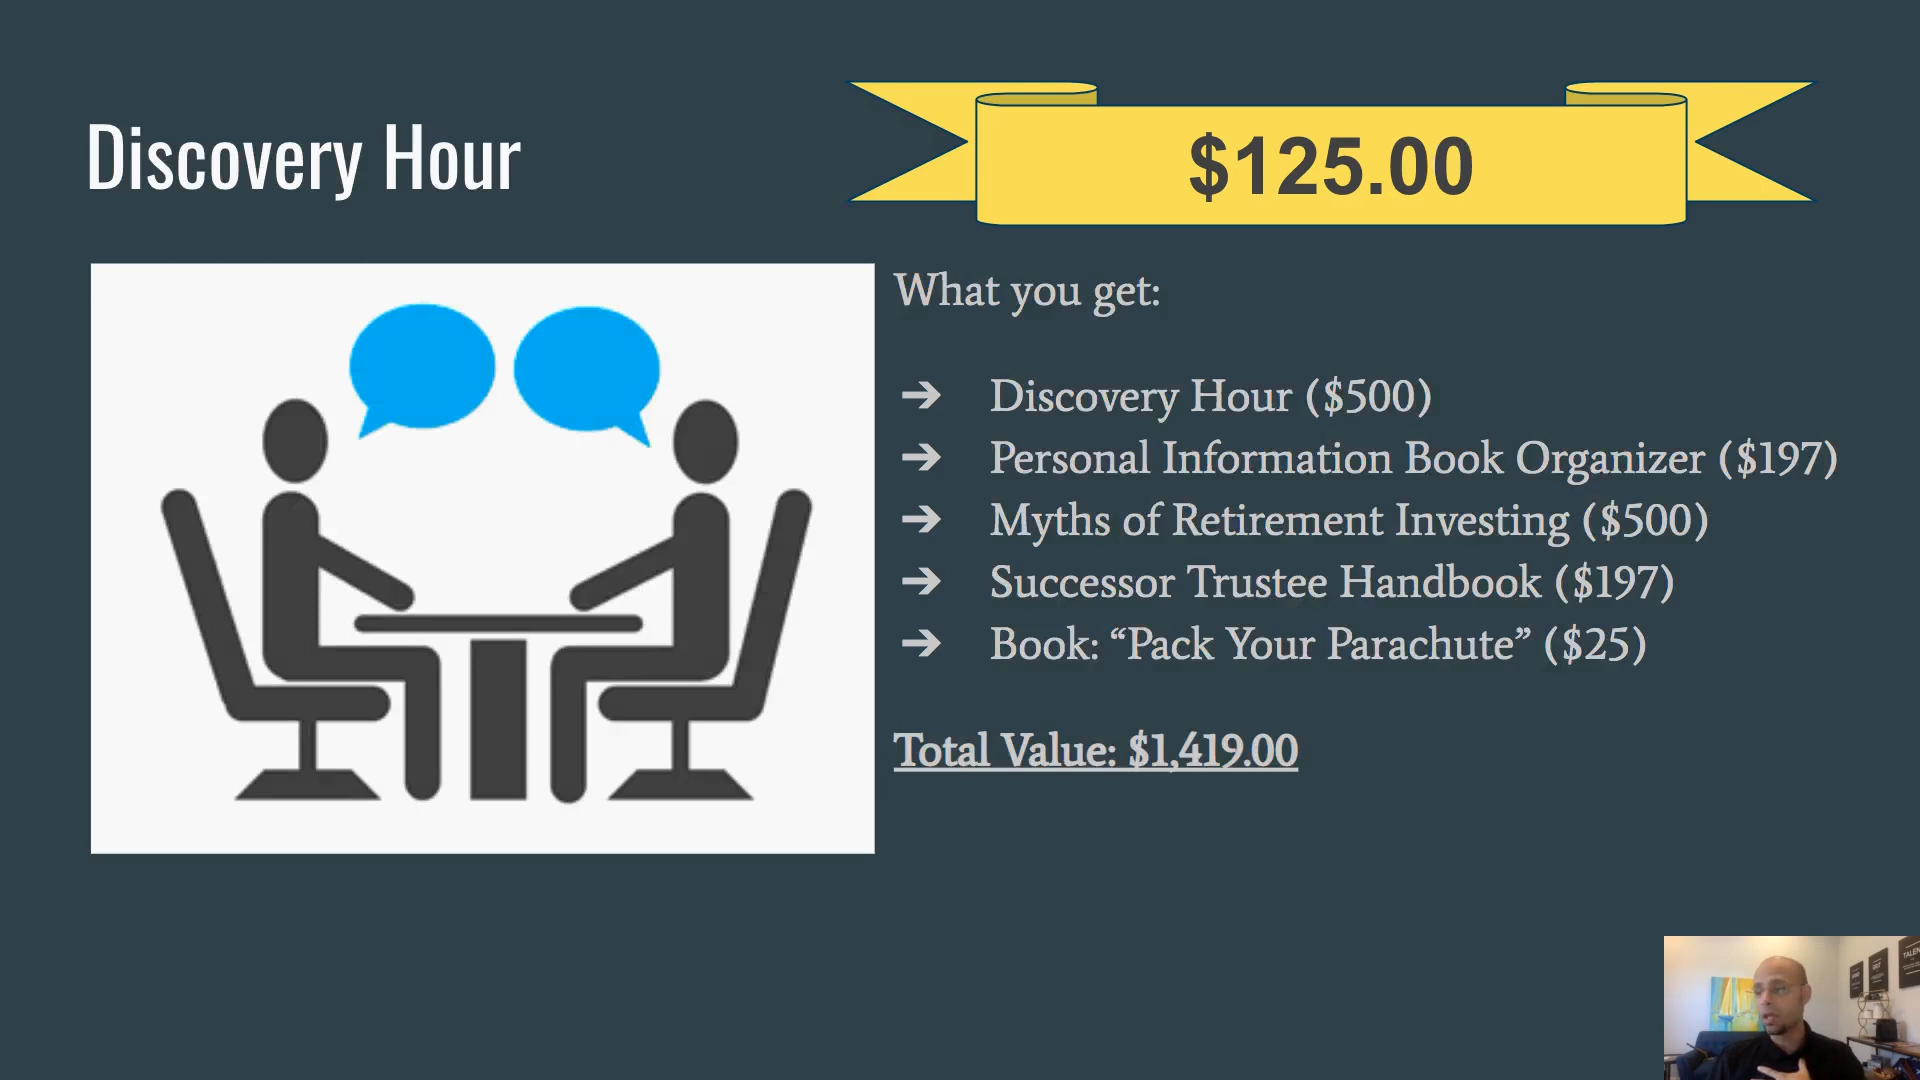 Discovery Hour
$125.00
What you get:
➔ Discovery Hour ($500)
➔ Personal Information Book Organizer ($197)
➔ Myths of Retirement Investing ($500)
➔ Successor Trustee Handbook ($197)
➔ Book: “Pack Your Parachute” ($25)
Total Value: $1,419.00